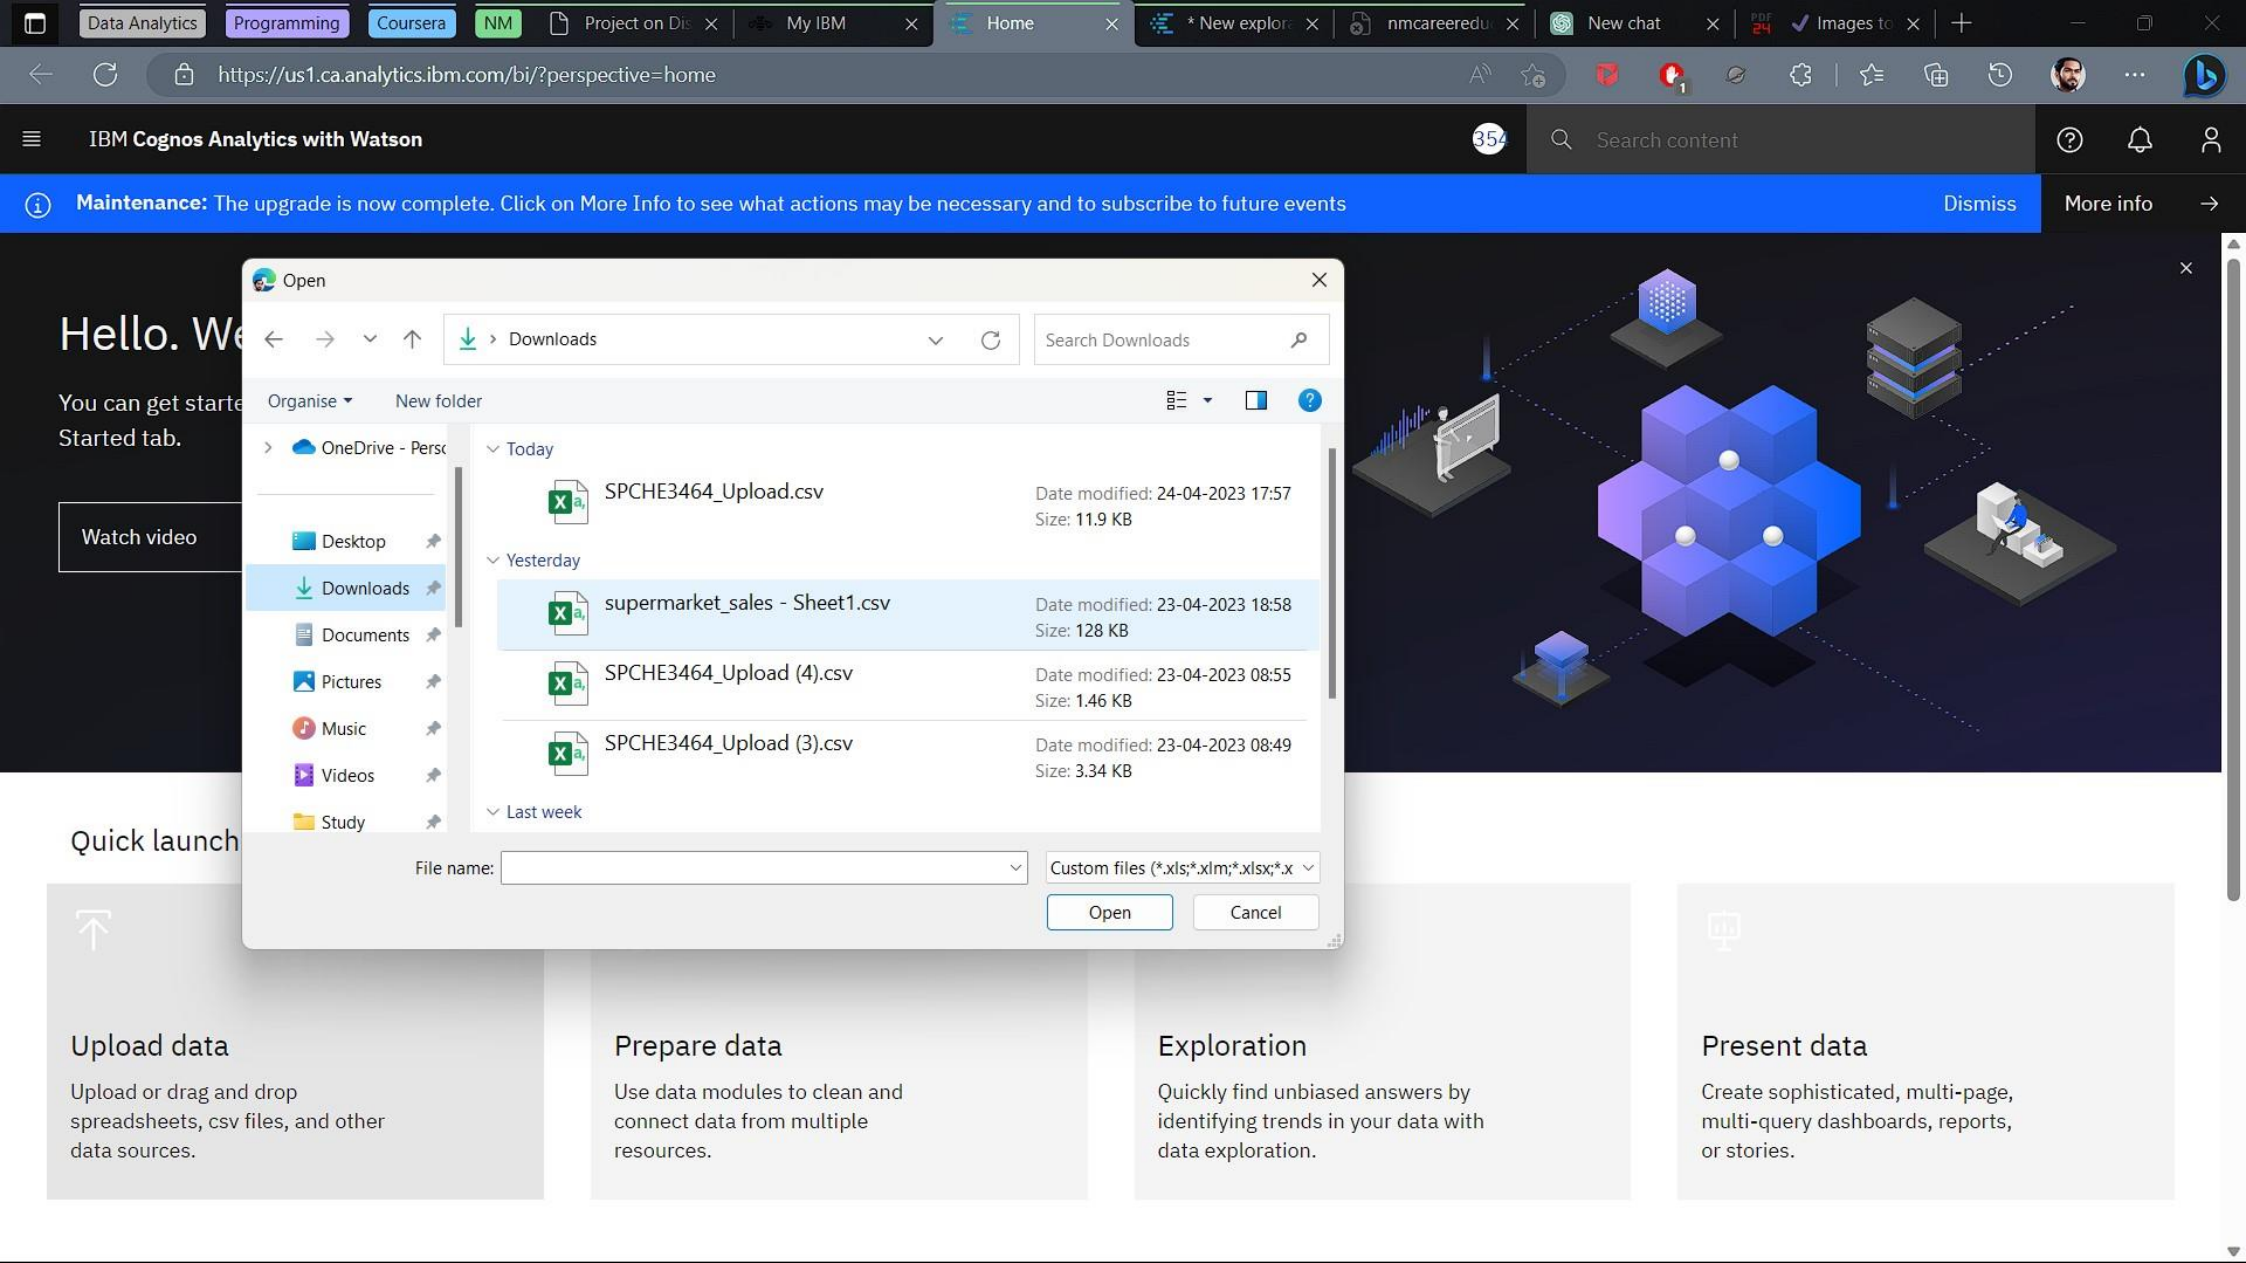 Data Analytics
Programming
Coursera
NM
Project on Dis
My IBM
Home
* New explora
nmcareeredu
New chat
PDF 24
Images to
https://us1.ca.analytics.ibm.com/bi/?perspective=home
1
IBM Cognos Analytics with Watson
354
Search content
Maintenance: The upgrade is now complete. Click on More Info to see what actions may be necessary and to subscribe to future events
Dismiss
More info
Hello. We
You can get starte
Started tab.
Watch video
Open
Downloads
Search Downloads
Organise
New folder
OneDrive - Perso
Desktop
Downloads
Documents
Pictures
Music
Videos
Study
Today
SPCHE3464_Upload.csv
Date modified: 24-04-2023 17:57
Size: 11.9 KB
Yesterday
supermarket_sales - Sheet1.csv
Date modified: 23-04-2023 18:58
Size: 128 KB
SPCHE3464_Upload (4).csv
Date modified: 23-04-2023 08:55
Size: 1.46 KB
SPCHE3464_Upload (3).csv
Date modified: 23-04-2023 08:49
Size: 3.34 KB
Last week
File name:
Custom files (*.xls;*.xlm;*.xlsx;*.x
Open
Cancel
Quick launch
Upload data
Upload or drag and drop
spreadsheets, csv files, and other
data sources.
Prepare data
Use data modules to clean and
connect data from multiple
resources.
Exploration
Quickly find unbiased answers by
identifying trends in your data with
data exploration.
Present data
Create sophisticated, multi-page,
multi-query dashboards, reports,
or stories.